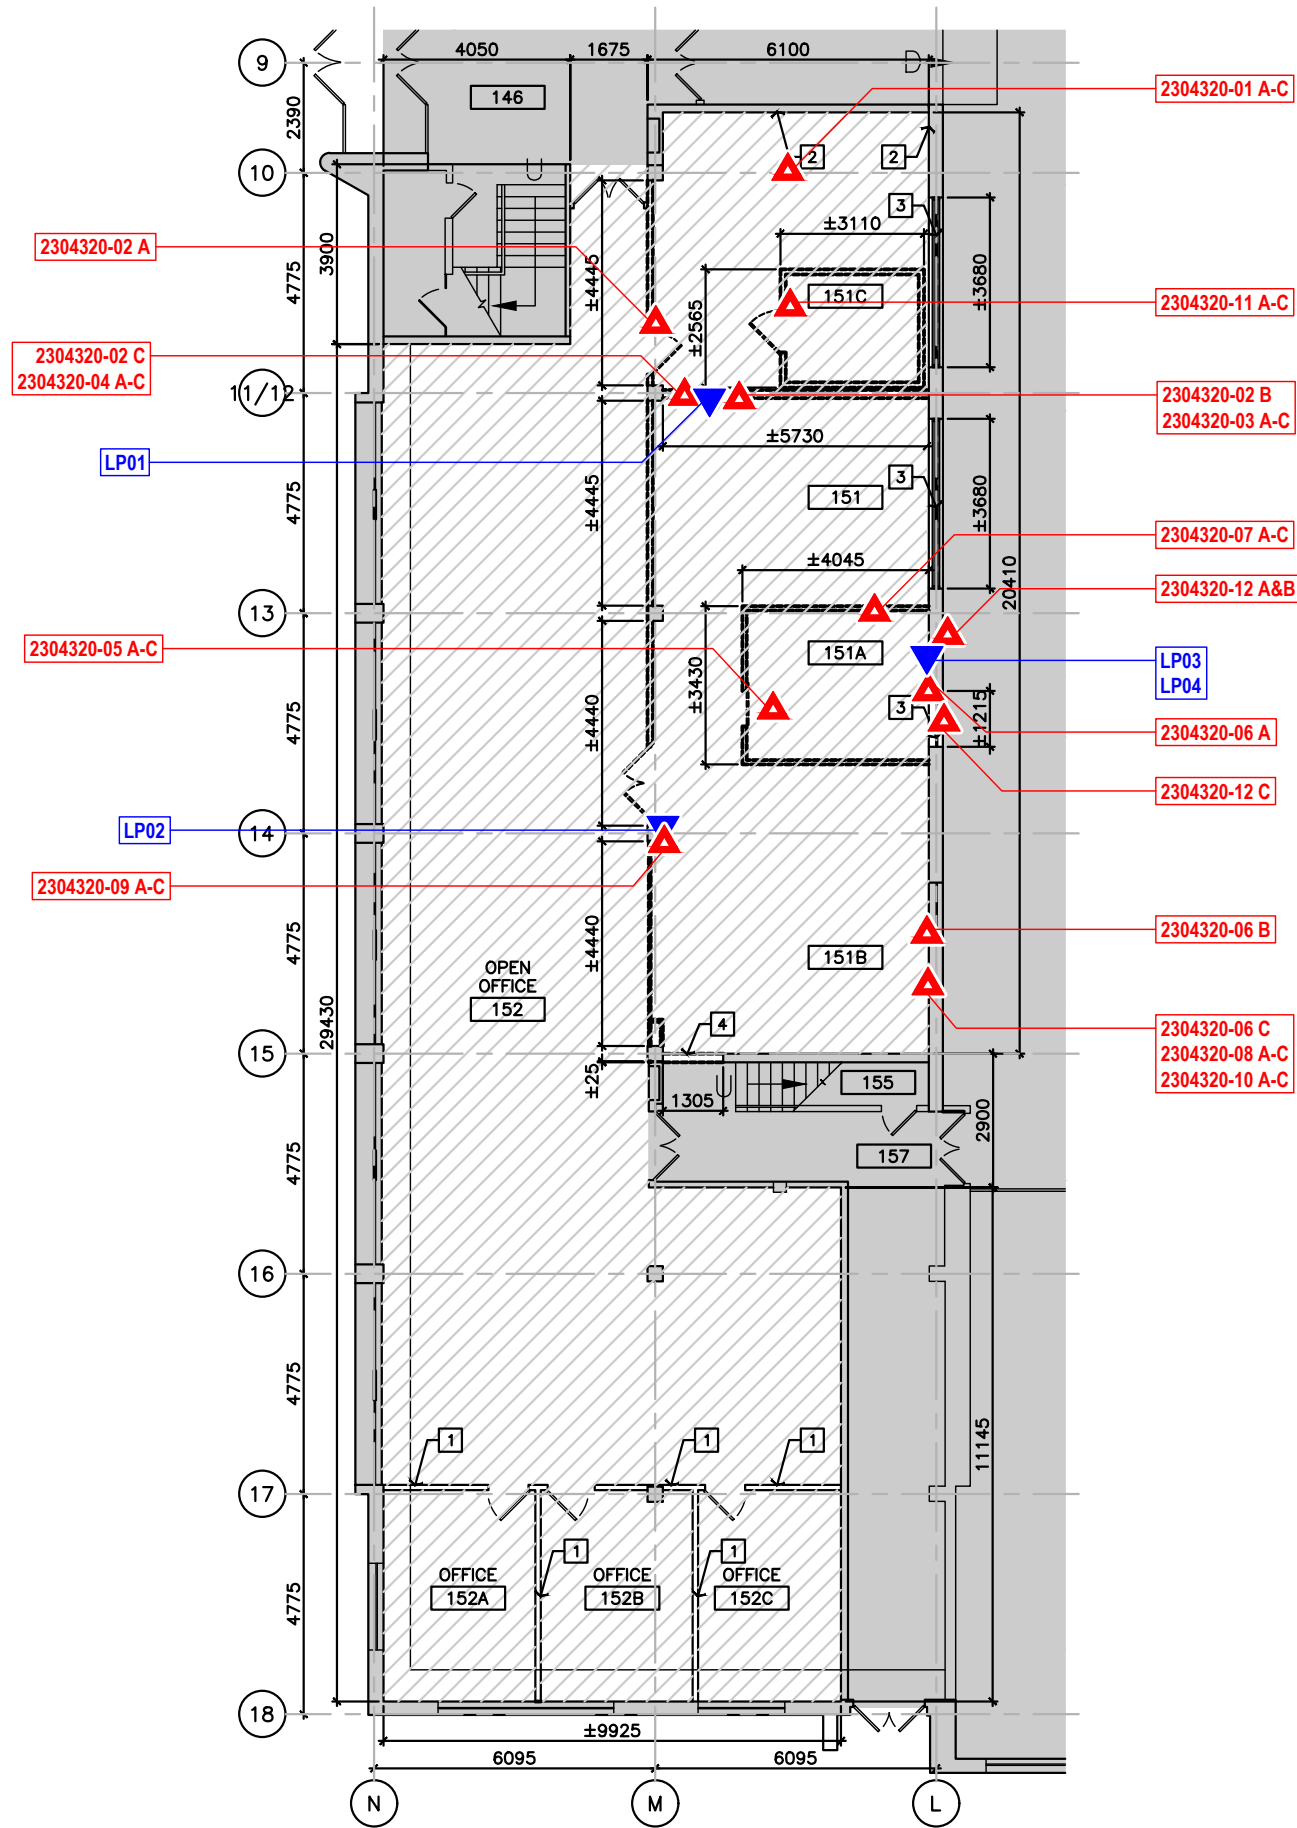 9
4050
1675
6100
D
146
2304320-01 A-C
2390
2
2
10
3
3900
±3110
2304320-02 A
4775
±4445
151C
2304320-11 A-C
±3680
±2565
2304320-02 C
2304320-04 A-C
11/12
2304320-02 B
2304320-03 A-C
±5730
LP01
3
151
4775
±4445
±3680
20410
2304320-07 A-C
±4045
2304320-12 A&B
13
2304320-05 A-C
151A
LP03
LP04
±3430
4775
±4440
3
±1215
2304320-06 A
2304320-12 C
LP02
14
2304320-09 A-C
2304320-06 B
4775
±4440
151B
OPEN
OFFICE
152
29430
4
2304320-06 C
2304320-08 A-C
2304320-10 A-C
15
±25
U
155
1305
2900
157
4775
16
4775
1
1
1
11145
17
1
1
OFFICE
152A
OFFICE
152B
OFFICE
152C
4775
18
±9925
6095
6095
N
M
L